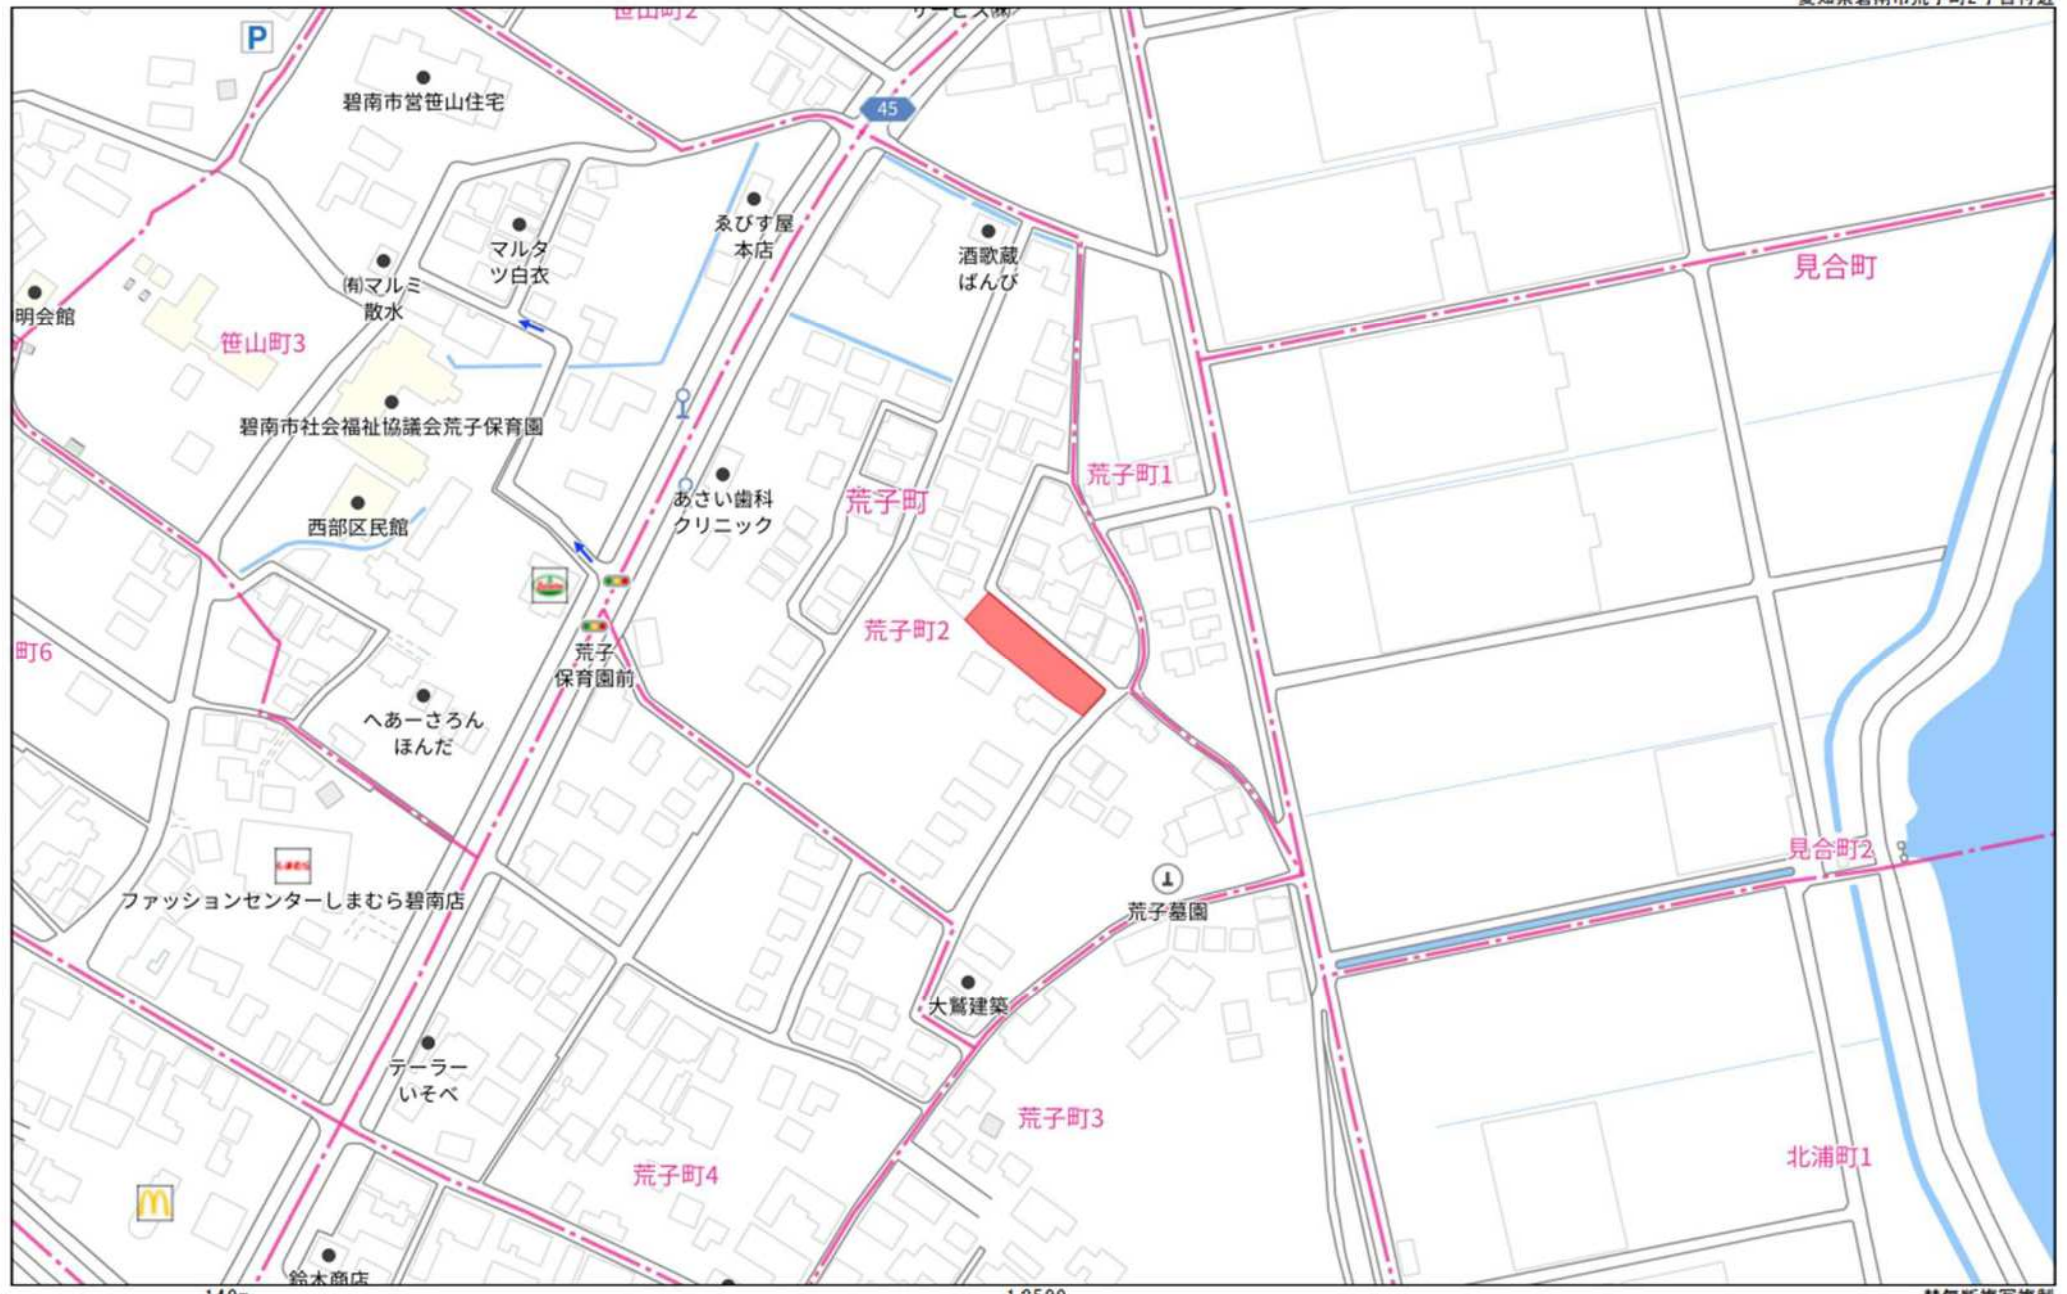 笹山町2
P
碧南市営笹山住宅
45
ゑびす屋
本店
マルタ
ツ白衣
酒歌蔵
ばんび
見合町
㈲マルミ
散水
明会館
笹山町3
碧南市社会福祉協議会荒子保育園
荒子町1
あさい歯科
クリニック
荒子町
西部区民館
荒子町2
町6
荒子
保育園前
へあーさろん
ほんだ
見合町2
ファッションセンターしまむら碧南店
荒子墓園
大鷲建築
テーラー
いそべ
荒子町3
北浦町1
荒子町4
鈴木商店